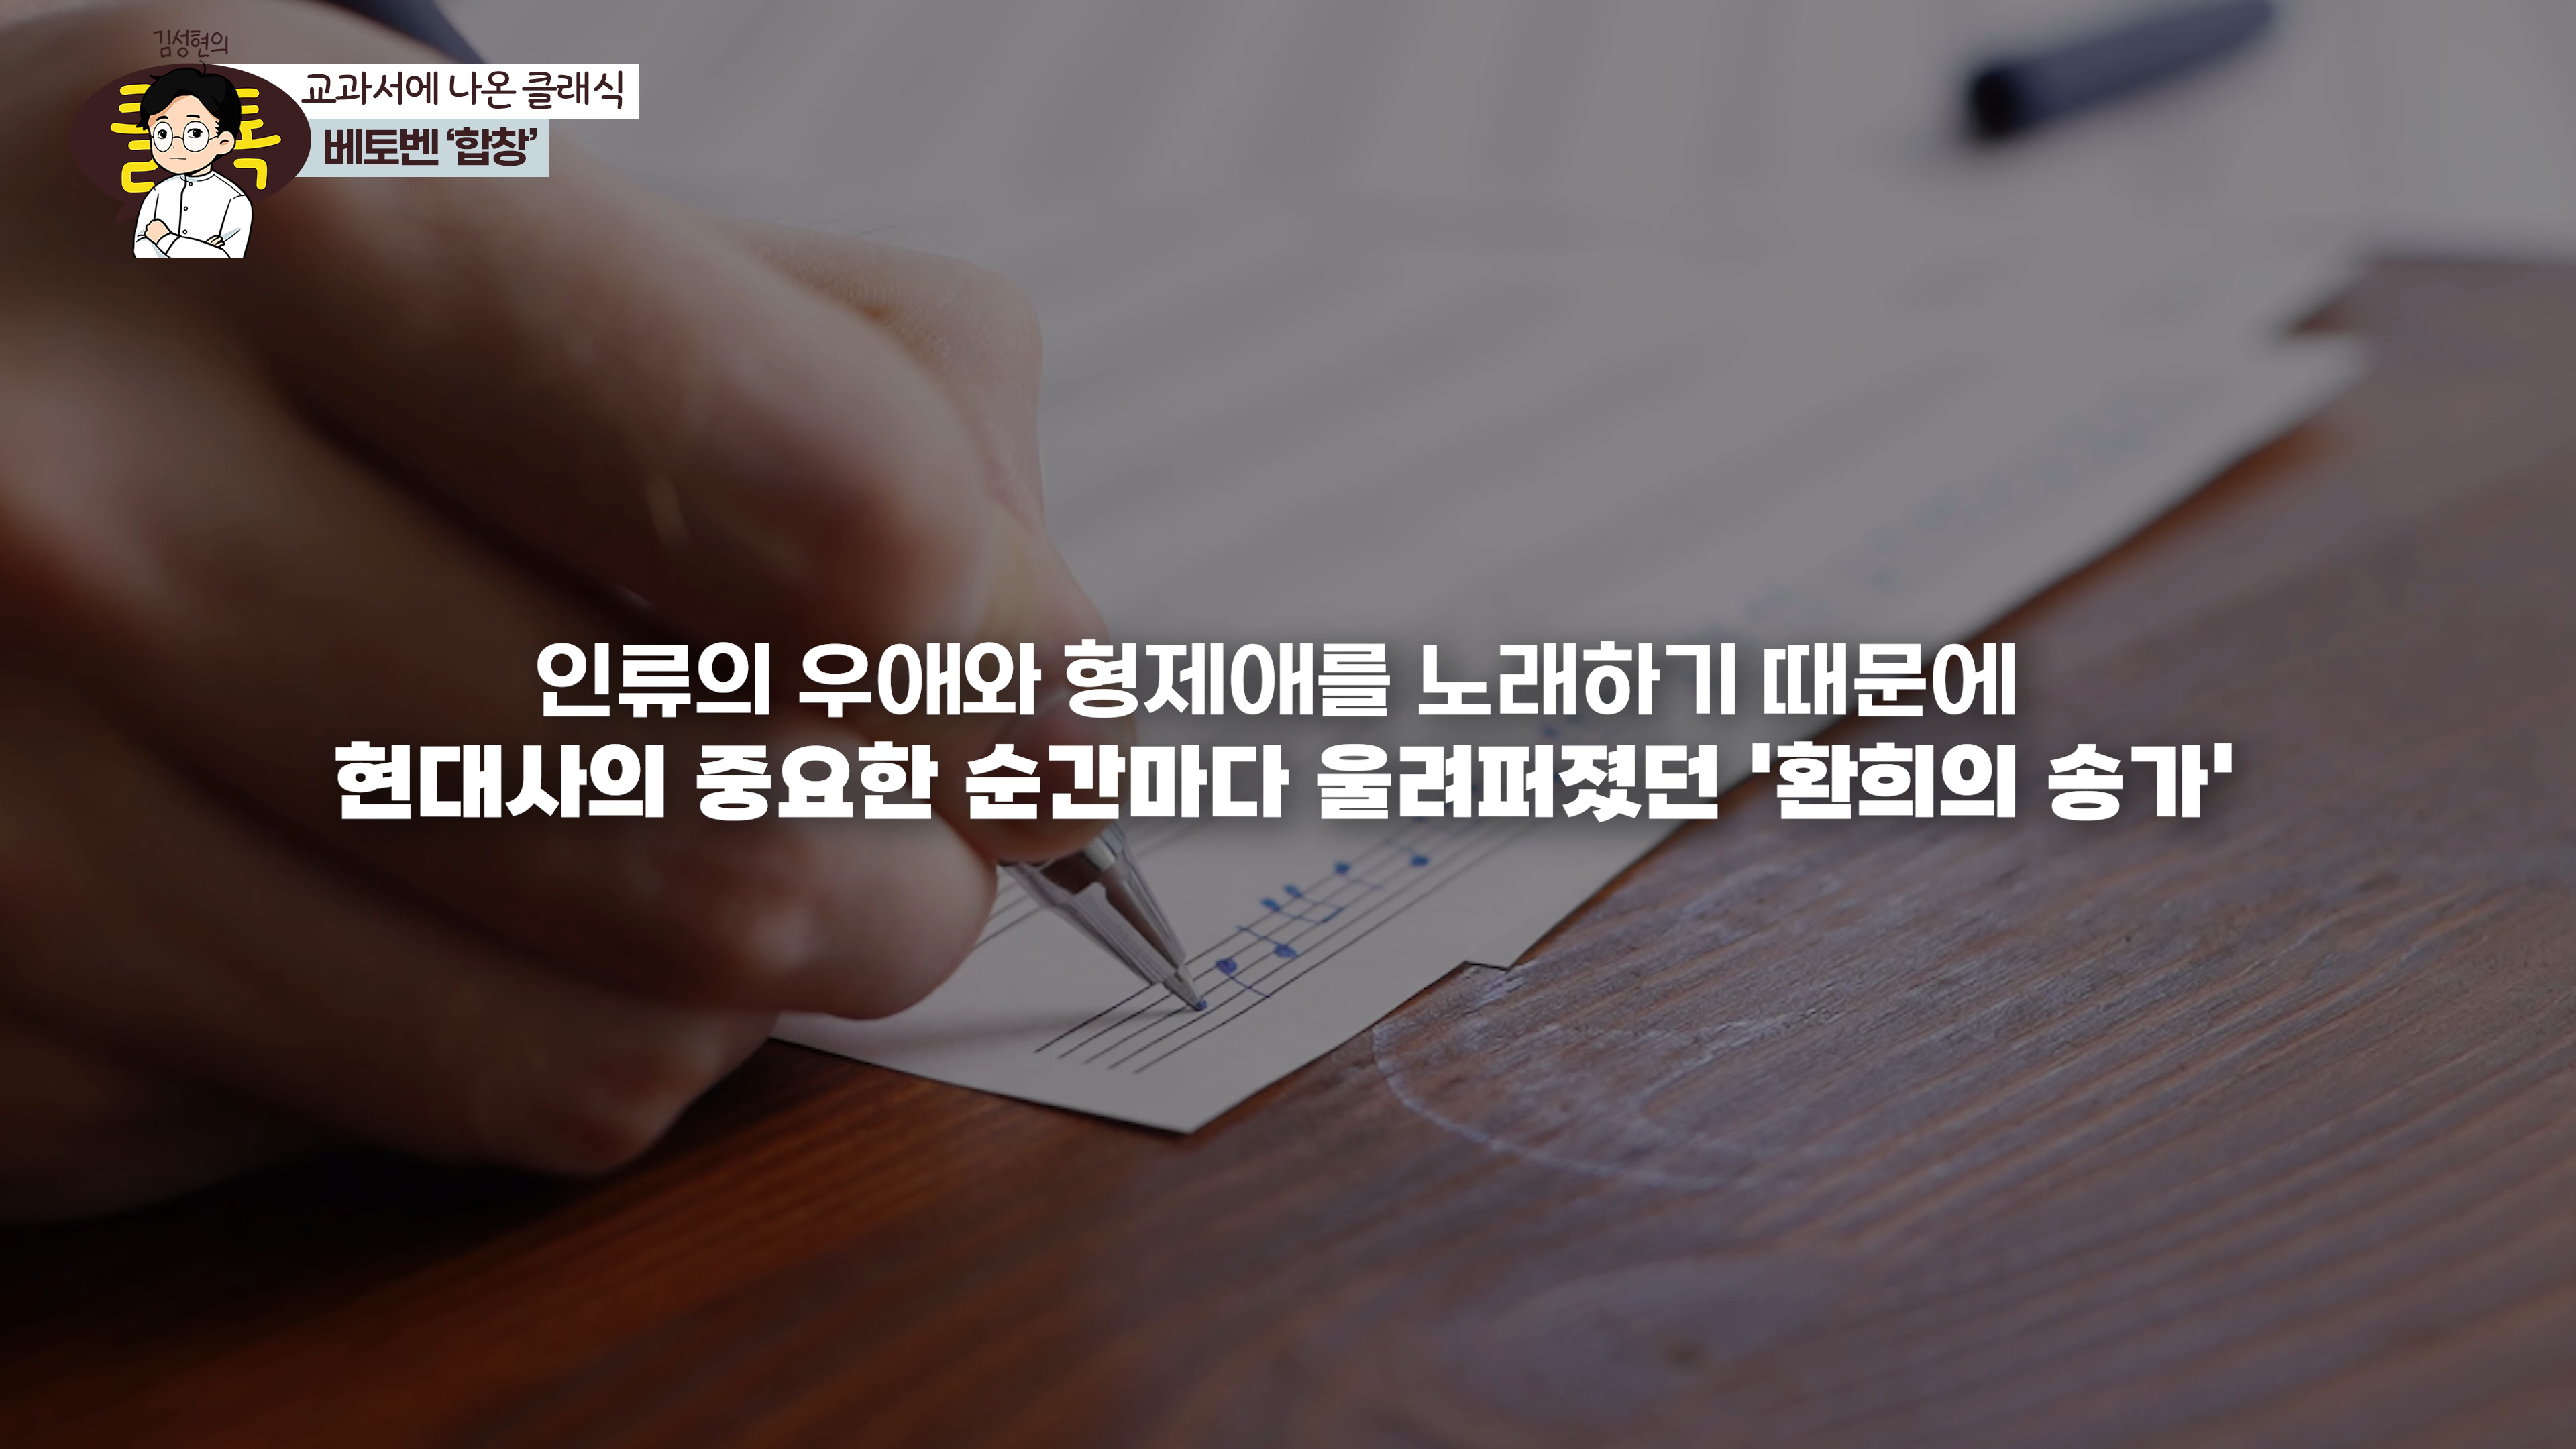 김성현의
클톡
교과서에 나온 클래식
베토벤 ‘합창’
인류의 우애와 형제애를 노래하기 때문에
현대사의 중요한 순간마다 울려퍼졌던 '환희의 송가'